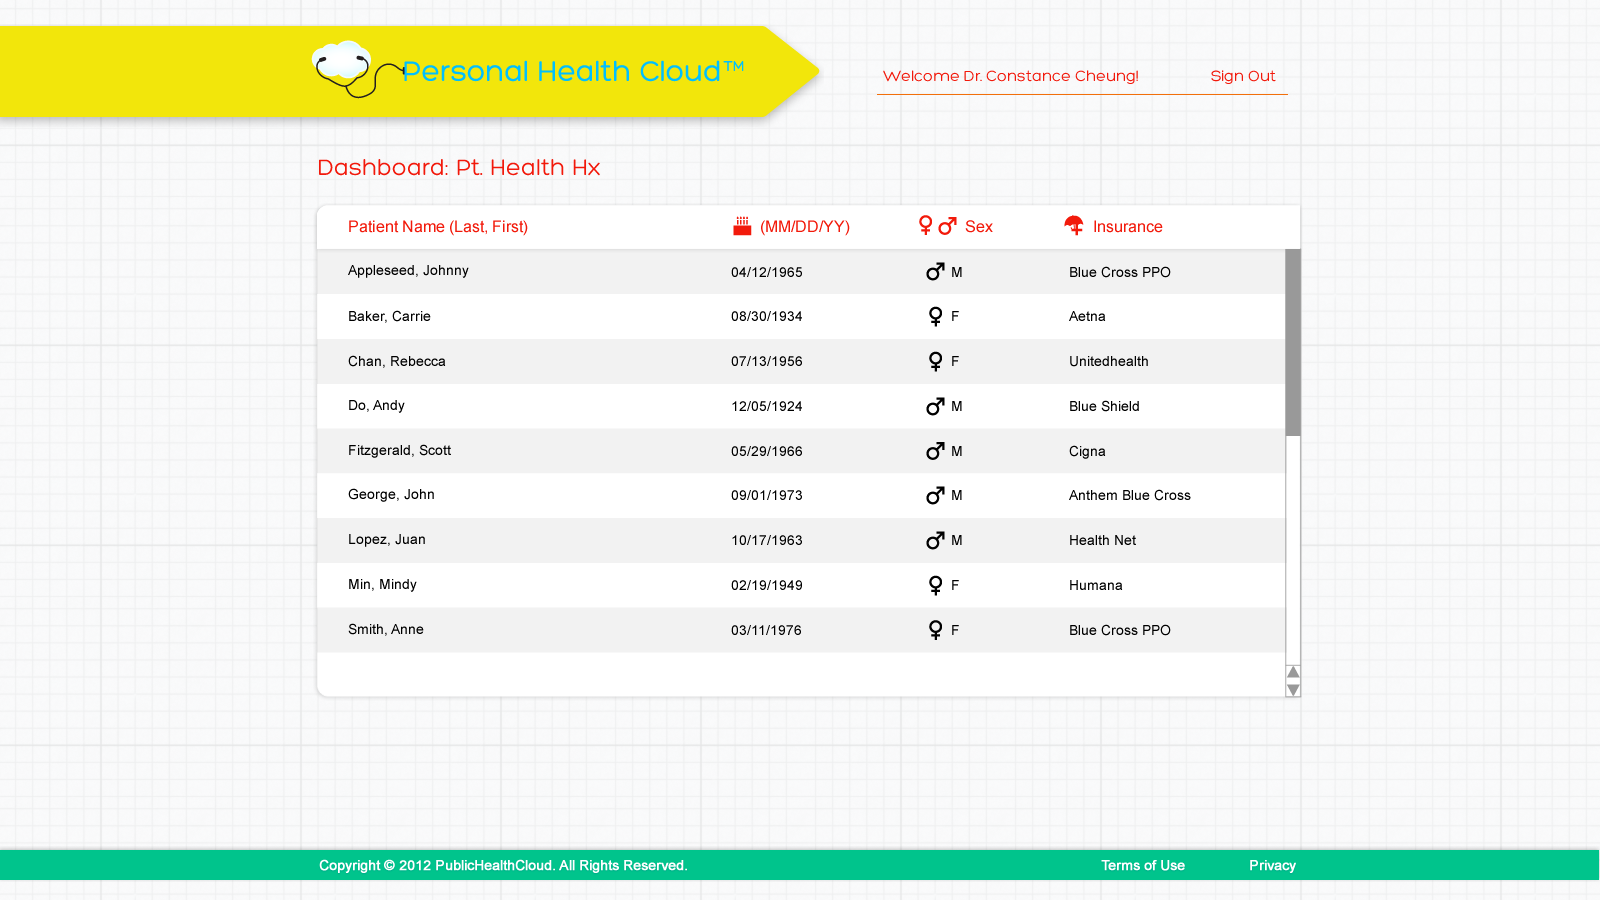 Personal Health Cloud™
Welcome Dr. Constance Cheung! Sign Out
Dashboard: Pt. Health Hx
Patient Name (Last, First) (MM/DD/YY) Sex Insurance
Appleseed, Johnny 04/12/1965 M Blue Cross PPO
Baker, Carrie 08/30/1934 F Aetna
Chan, Rebecca 07/13/1956 F Unitedhealth
Do, Andy 12/05/1924 M Blue Shield
Fitzgerald, Scott 05/29/1966 M Cigna
George, John 09/01/1973 M Anthem Blue Cross
Lopez, Juan 10/17/1963 M Health Net
Min, Mindy 02/19/1949 F Humana
Smith, Anne 03/11/1976 F Blue Cross PPO
Copyright © 2012 PublicHealthCloud. All Rights Reserved. Terms of Use Privacy